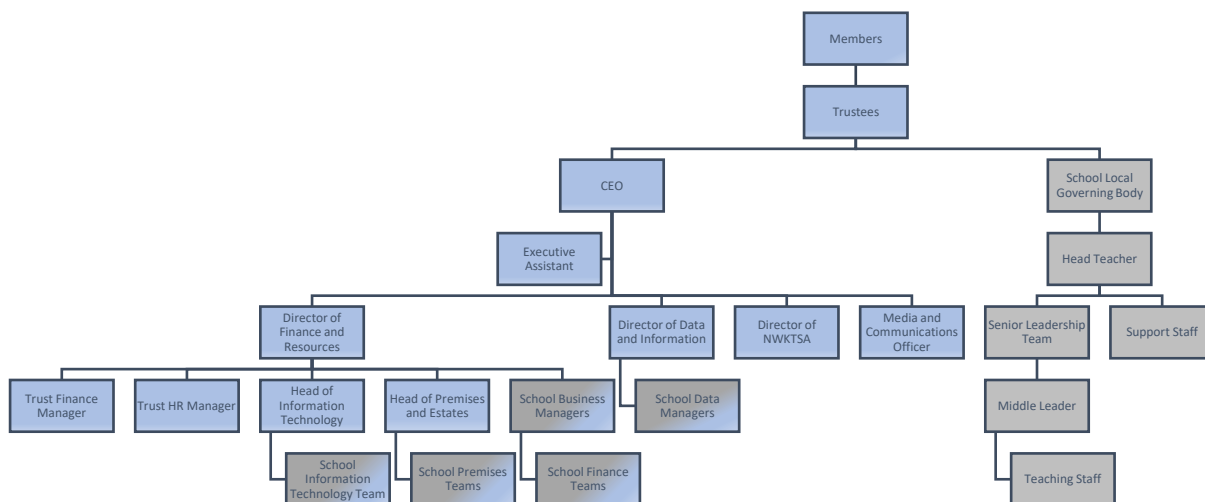 Members
Trustees
CEO
School Local
Governing Body
Executive
Assistant
Head Teacher
Director of
Finance and
Resources
Director of Data
and Information
Director of
NWKTSA
Media and
Communications
Officer
Senior Leadership
Team
Support Staff
Trust Finance
Manager
Trust HR Manager
Head of
Information
Technology
Head of Premises
and Estates
School Business
Managers
School Data
Managers
Middle Leader
School
Information
Technology Team
School Premises
Teams
School Finance
Teams
Teaching Staff